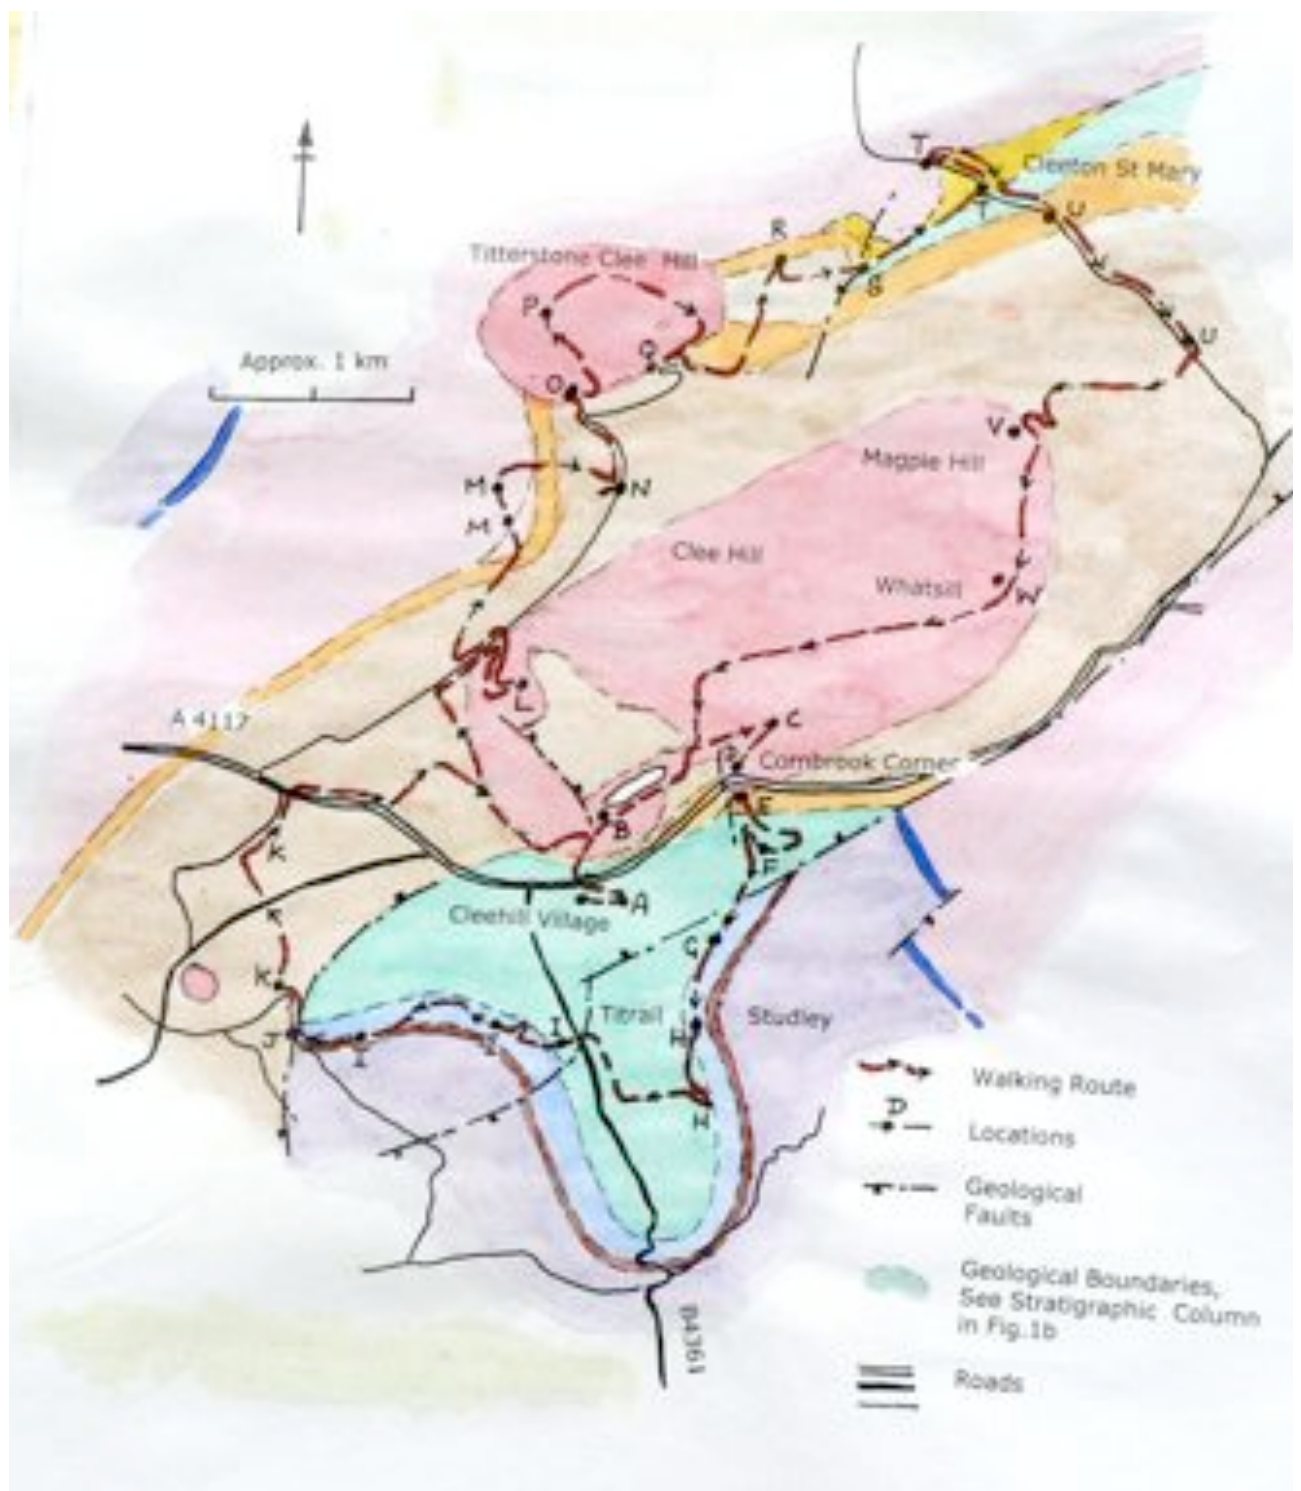 T
Cleeton St Mary
T
U
R
Titterstone Clee Hill
S
P
U
Q
Approx. 1 km
O
V
Magpie Hill
M
N
M
Clee Hill
Whatsill
W
L
A 4117
C
D
Cornbrook Corner
E
B
K
F
A
Cleehill Village
G
K
Titrail
Studley
I
J
H
I
I
Walking Route
H
D
Locations
Geological
Faults
Geological Boundaries,
See Stratigraphic Column
in Fig.1b
B4361
Roads